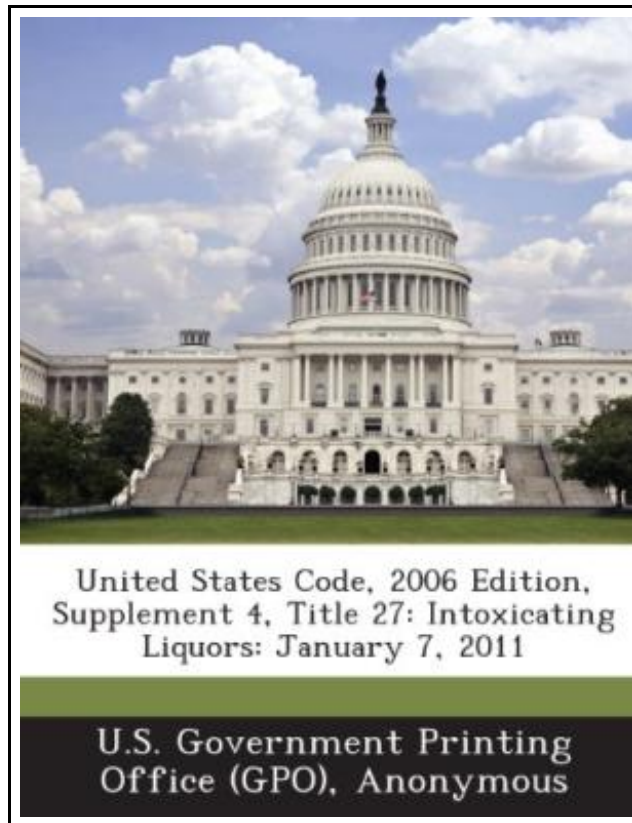 United States Code, 2006 Edition,
Supplement 4, Title 27: Intoxicating
Liquors: January 7, 2011
U.S. Government Printing
Office (GPO), Anonymous